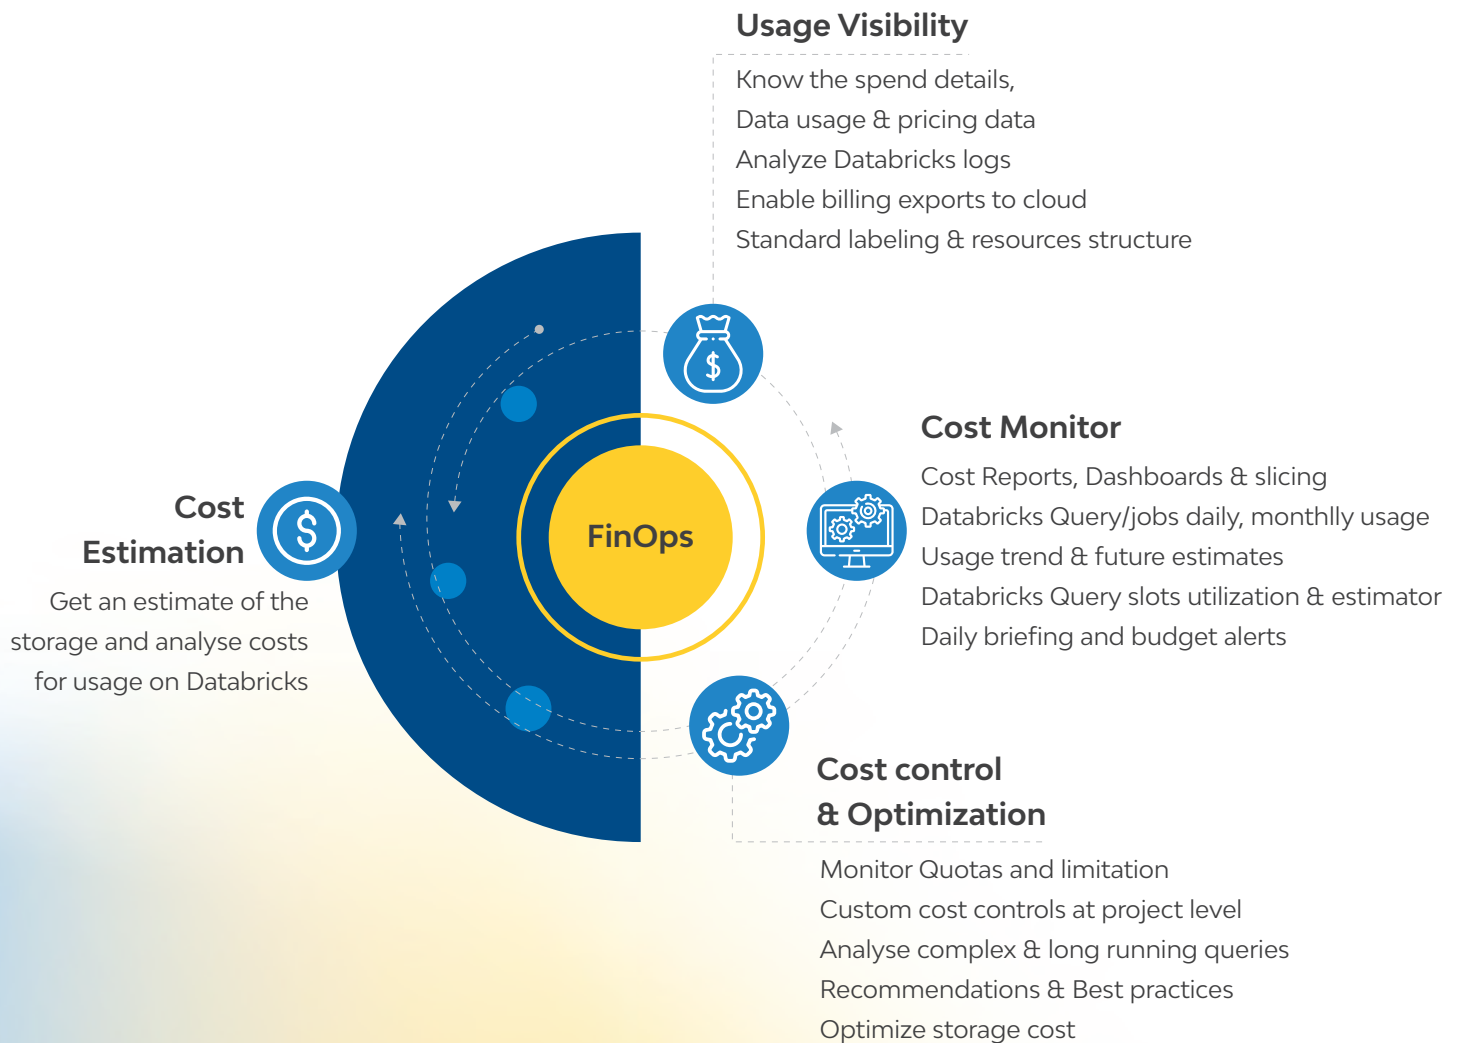 Usage Visibility
Know the spend details,
Data usage & pricing data
Analyze Databricks logs
Enable billing exports to cloud
Standard labeling & resources structure
Cost Monitor
Cost Reports, Dashboards & slicing
Databricks Query/jobs daily, monthlly usage
Usage trend & future estimates
Databricks Query slots utilization & estimator
Daily briefing and budget alerts
FinOps
Cost
Estimation
Get an estimate of the
storage and analyse costs
for usage on Databricks
Cost control
& Optimization
Monitor Quotas and limitation
Custom cost controls at project level
Analyse complex & long running queries
Recommendations & Best practices
Optimize storage cost